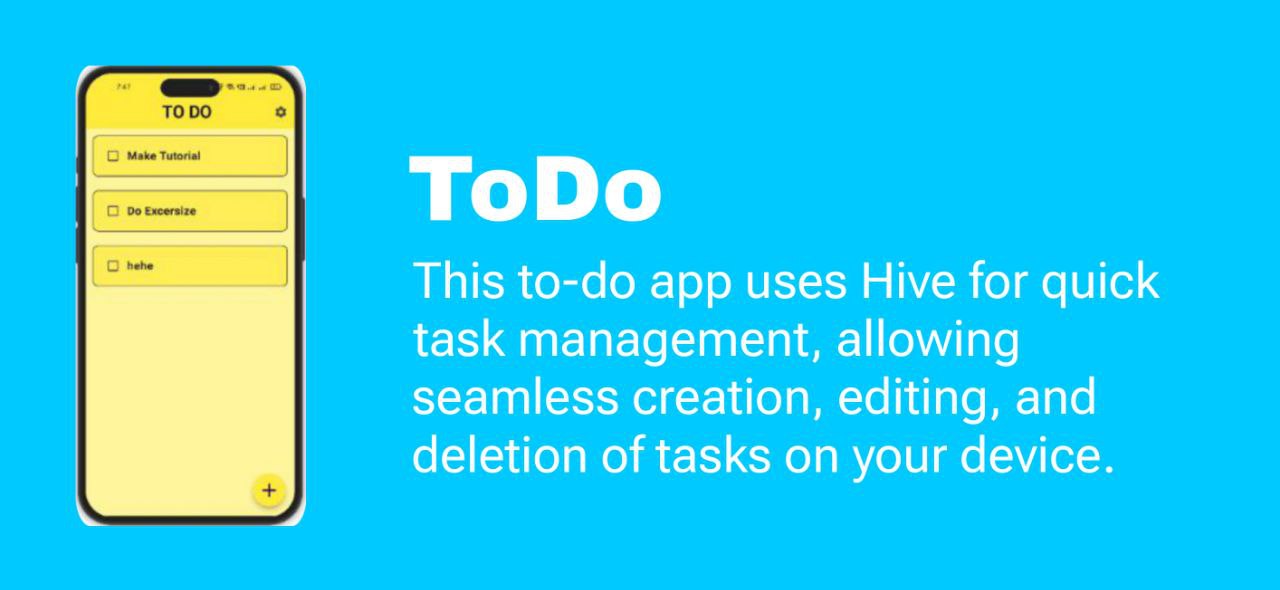 7:47
TO DO
Make Tutorial
Do Excersize
hehe
+
ToDo
This to-do app uses Hive for quick
task management, allowing
seamless creation, editing, and
deletion of tasks on your device.